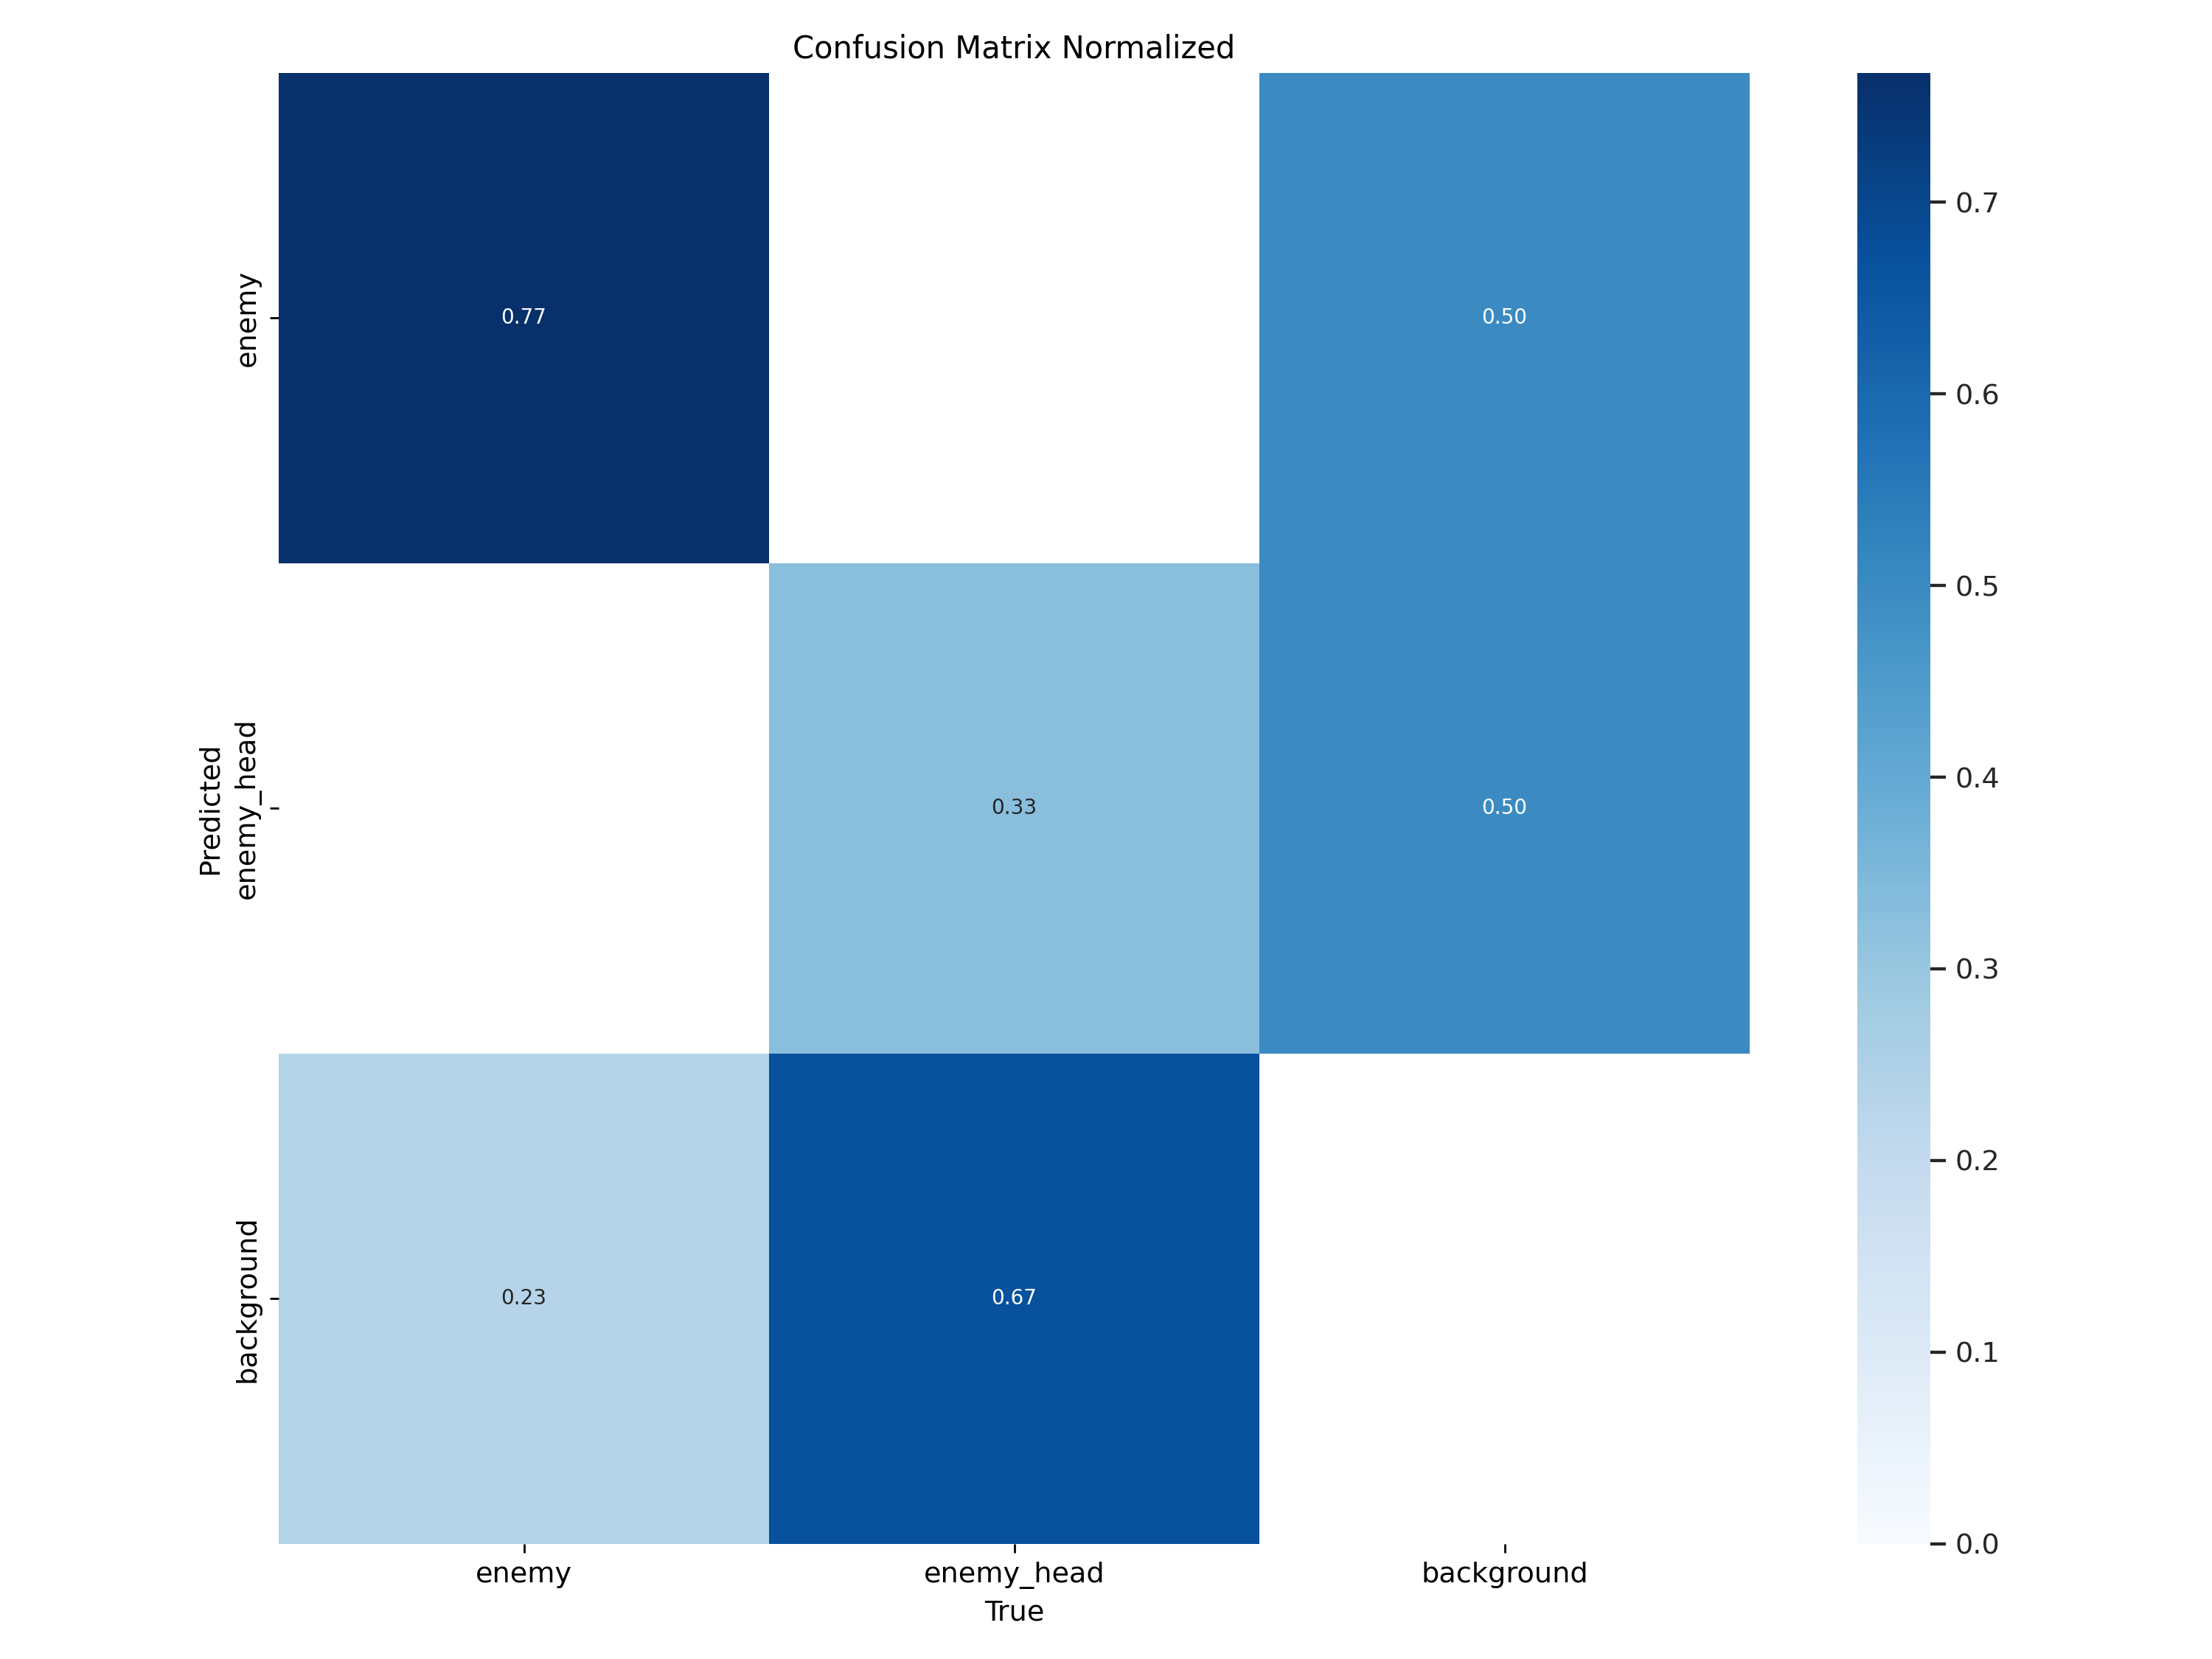 Confusion Matrix Normalized
enemy
0.77
0.50
Predicted
enemy_head
0.33
0.50
background
0.23
0.67
enemy
enemy_head
background
True
0.7
0.6
0.5
0.4
0.3
0.2
0.1
0.0